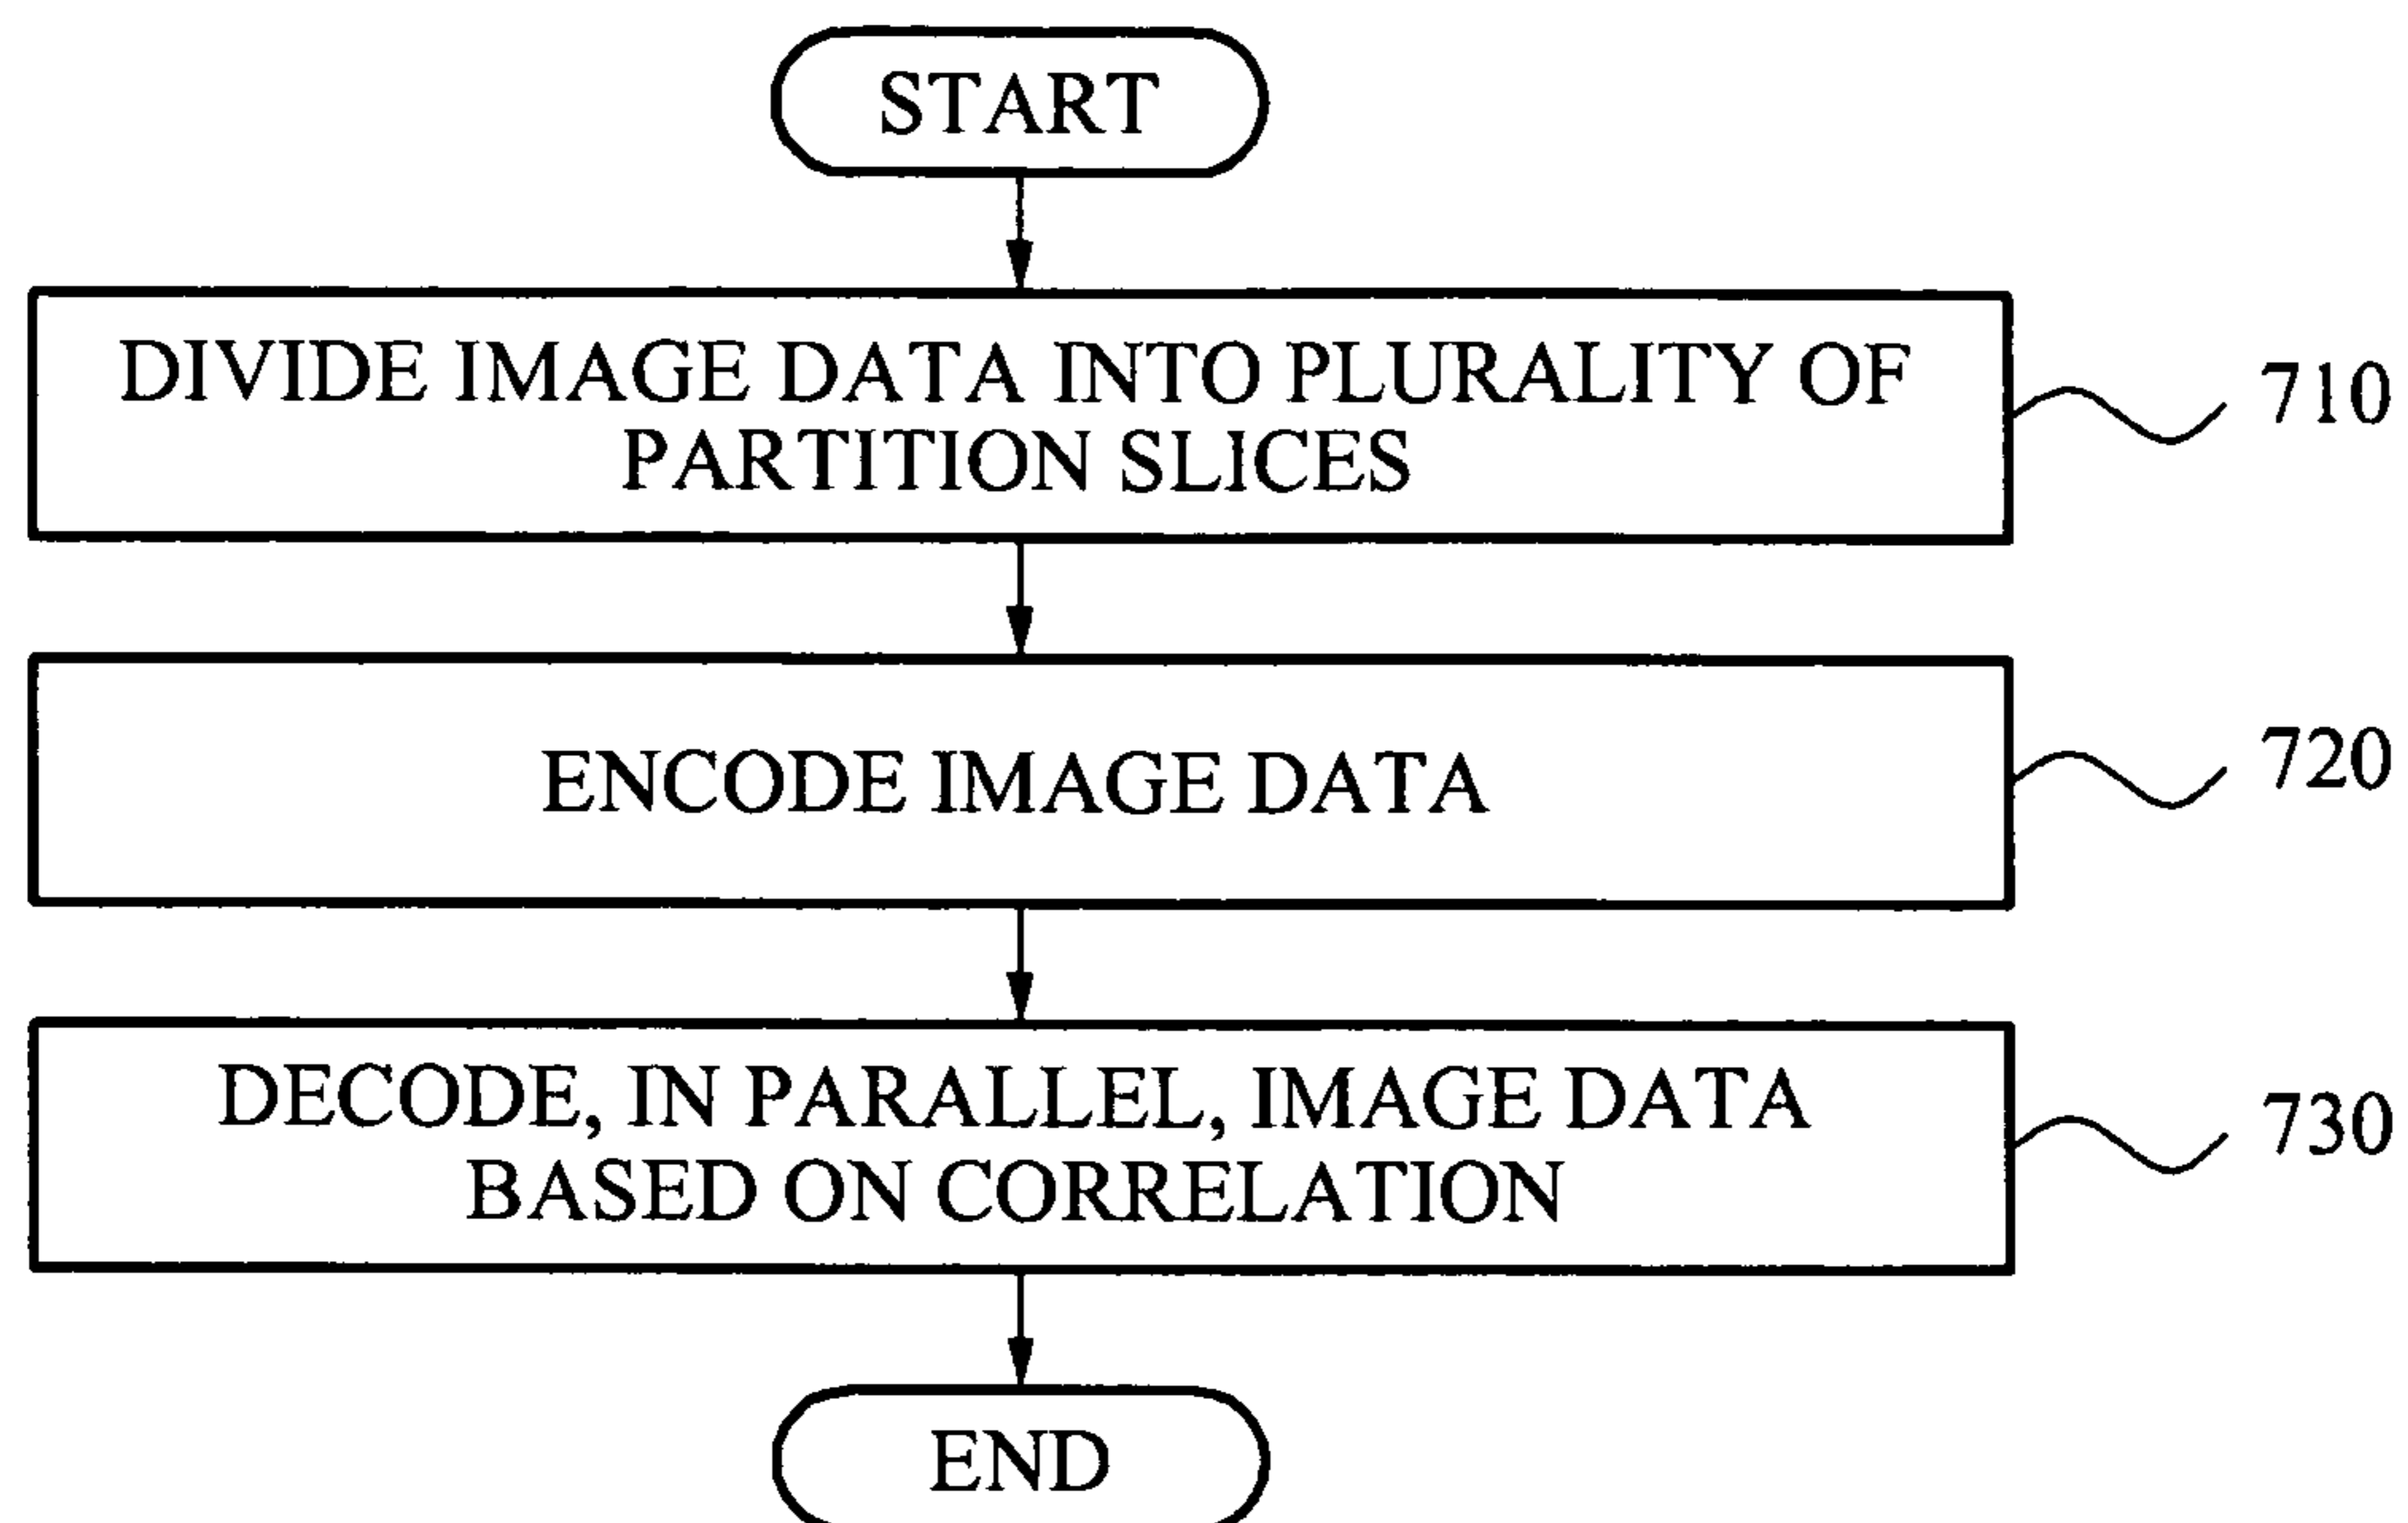 START
DIVIDE IMAGE DATA INTO PLURALITY OF
PARTITION SLICES
710
ENCODE IMAGE DATA
720
DECODE, IN PARALLEL, IMAGE DATA
BASED ON CORRELATION
730
END